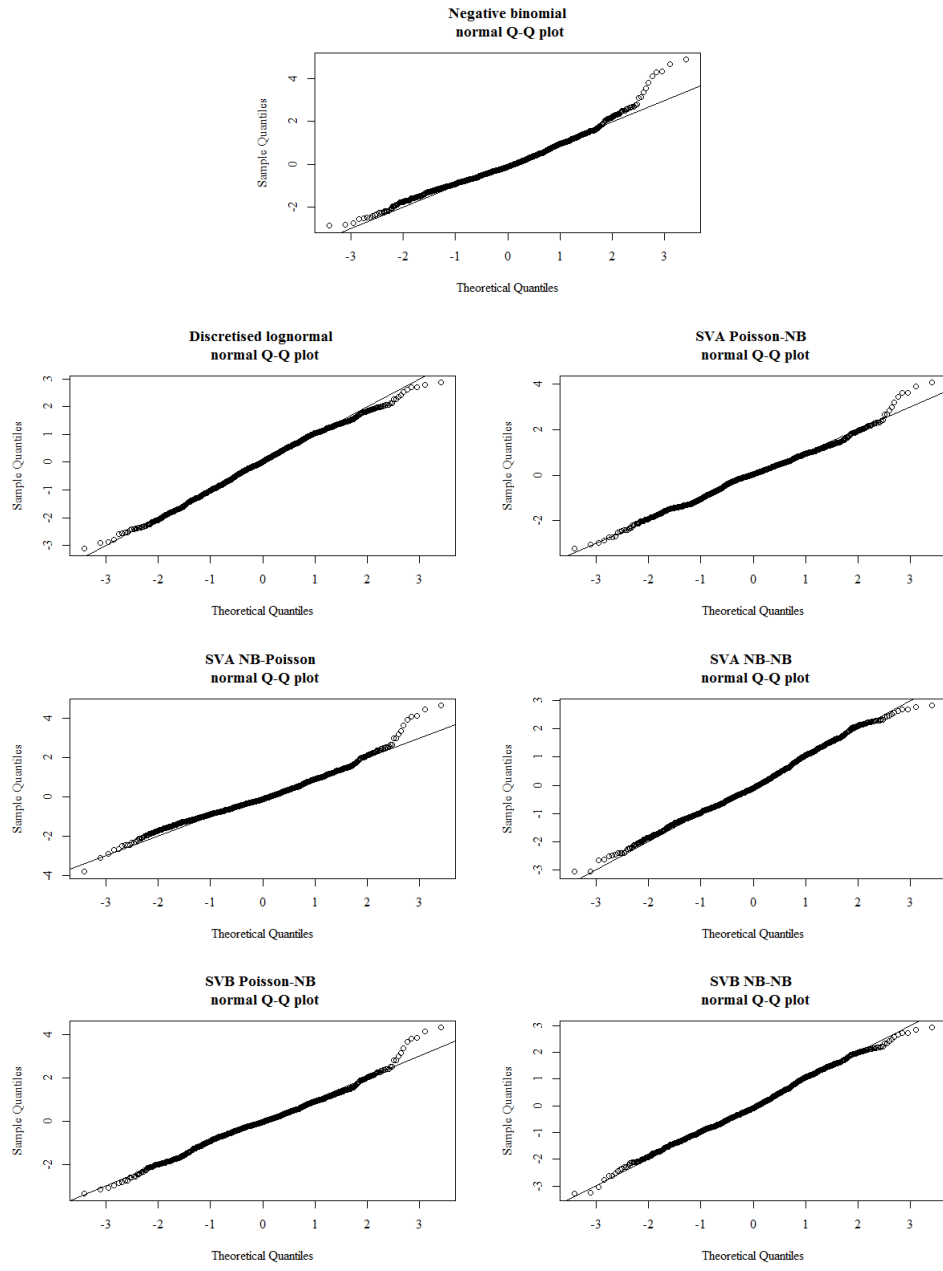 Negative binomial
normal Q-Q plot
Sample Quantiles
4
2
0
-2
-3 -2 -1 0 1 2 3
Theoretical Quantiles
Discretised lognormal
normal Q-Q plot
Sample Quantiles
3
2
1
0
-1
-2
-3
-3 -2 -1 0 1 2 3
Theoretical Quantiles
SVA Poisson-NB
normal Q-Q plot
Sample Quantiles
4
2
0
-2
-3 -2 -1 0 1 2 3
Theoretical Quantiles
SVA NB-Poisson
normal Q-Q plot
Sample Quantiles
4
2
0
-2
-4
-3 -2 -1 0 1 2 3
Theoretical Quantiles
SVA NB-NB
normal Q-Q plot
Sample Quantiles
3
2
1
0
-1
-2
-3
-3 -2 -1 0 1 2 3
Theoretical Quantiles
SVB Poisson-NB
normal Q-Q plot
Sample Quantiles
4
2
0
-2
-3 -2 -1 0 1 2 3
Theoretical Quantiles
SVB NB-NB
normal Q-Q plot
Sample Quantiles
3
2
1
0
-1
-2
-3
-3 -2 -1 0 1 2 3
Theoretical Quantiles